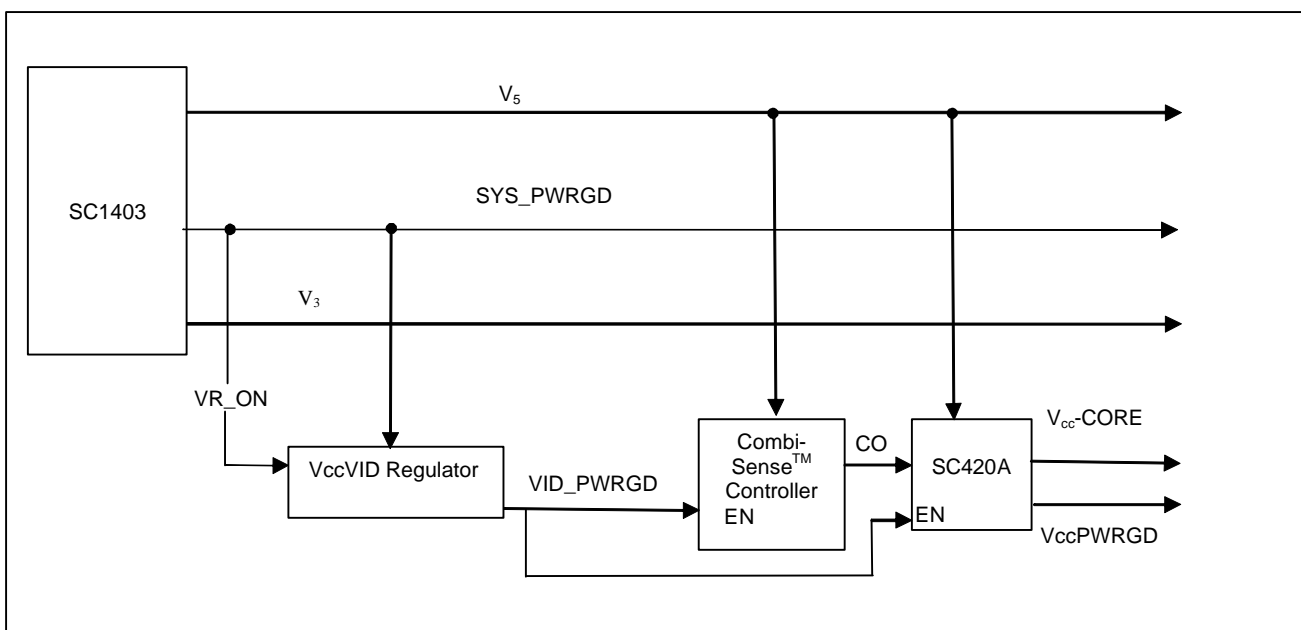 V5
SC1403
SYS_PWRGD
V3
VR_ON
VccVID Regulator
VID_PWRGD
Combi-
Sense™
Controller
EN
CO
SC420A
EN
Vcc-CORE
VccPWRGD